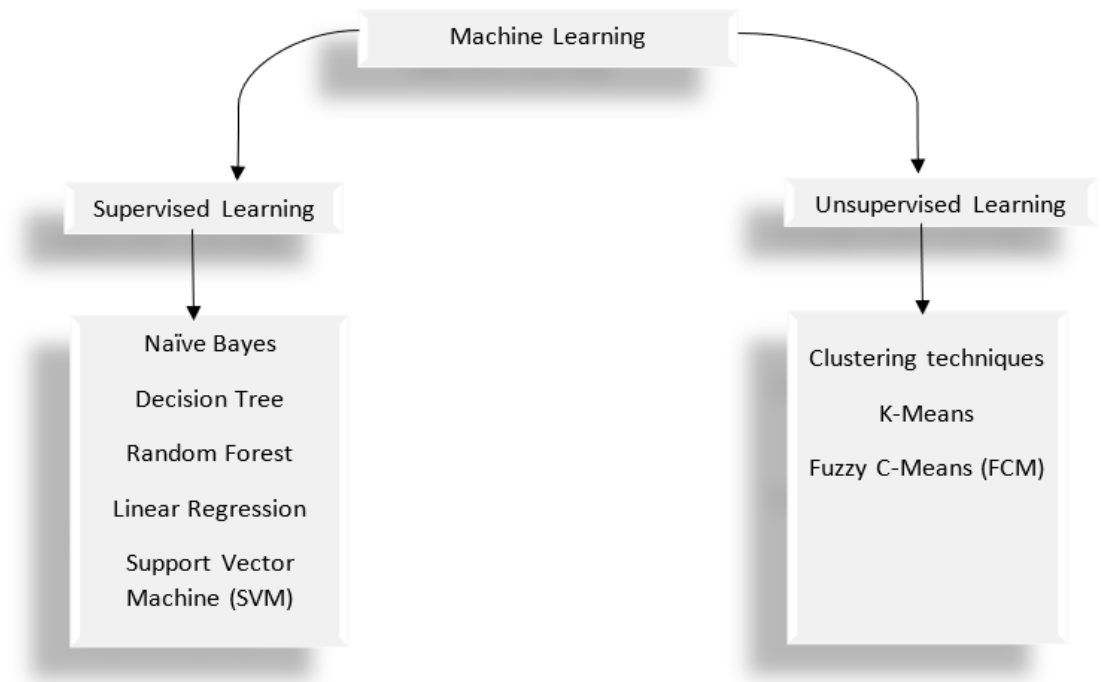 Machine Learning
Supervised Learning
Unsupervised Learning
Naïve Bayes
Decision Tree
Random Forest
Linear Regression
Support Vector
Machine (SVM)
Clustering techniques
K-Means
Fuzzy C-Means (FCM)